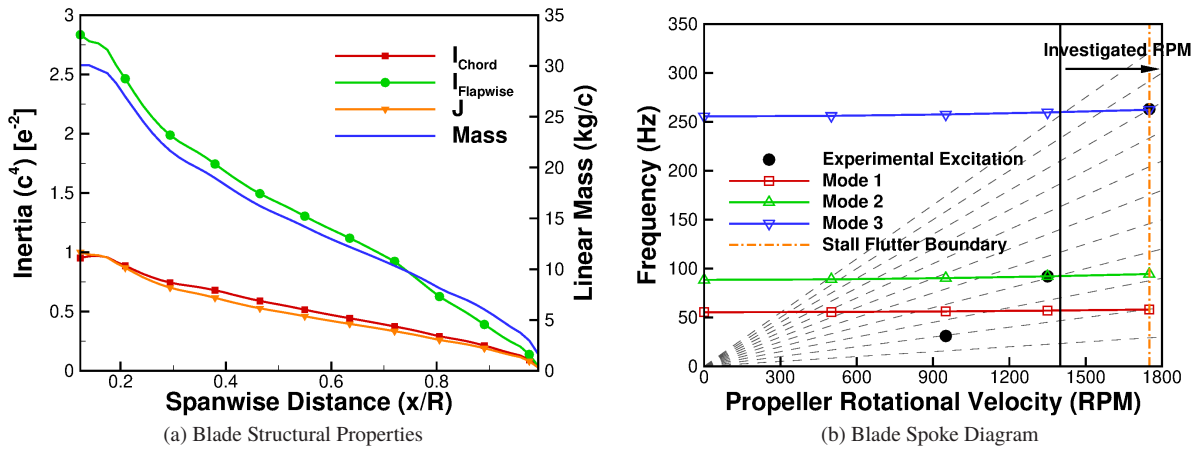 3
2.5
2
1.5
1
0.5
0
Inertia (c⁴) [e⁻²]
35
30
25
20
15
10
5
0
Linear Mass (kg/c)
I_Chord
I_Flapwise
J
Mass
0.2 0.4 0.6 0.8
Spanwise Distance (x/R)
(a) Blade Structural Properties
350
300
250
200
150
100
50
0
Frequency (Hz)
Investigated RPM
Experimental Excitation
Mode 1
Mode 2
Mode 3
Stall Flutter Boundary
0 300 600 900 1200 1500 1800
Propeller Rotational Velocity (RPM)
(b) Blade Spoke Diagram